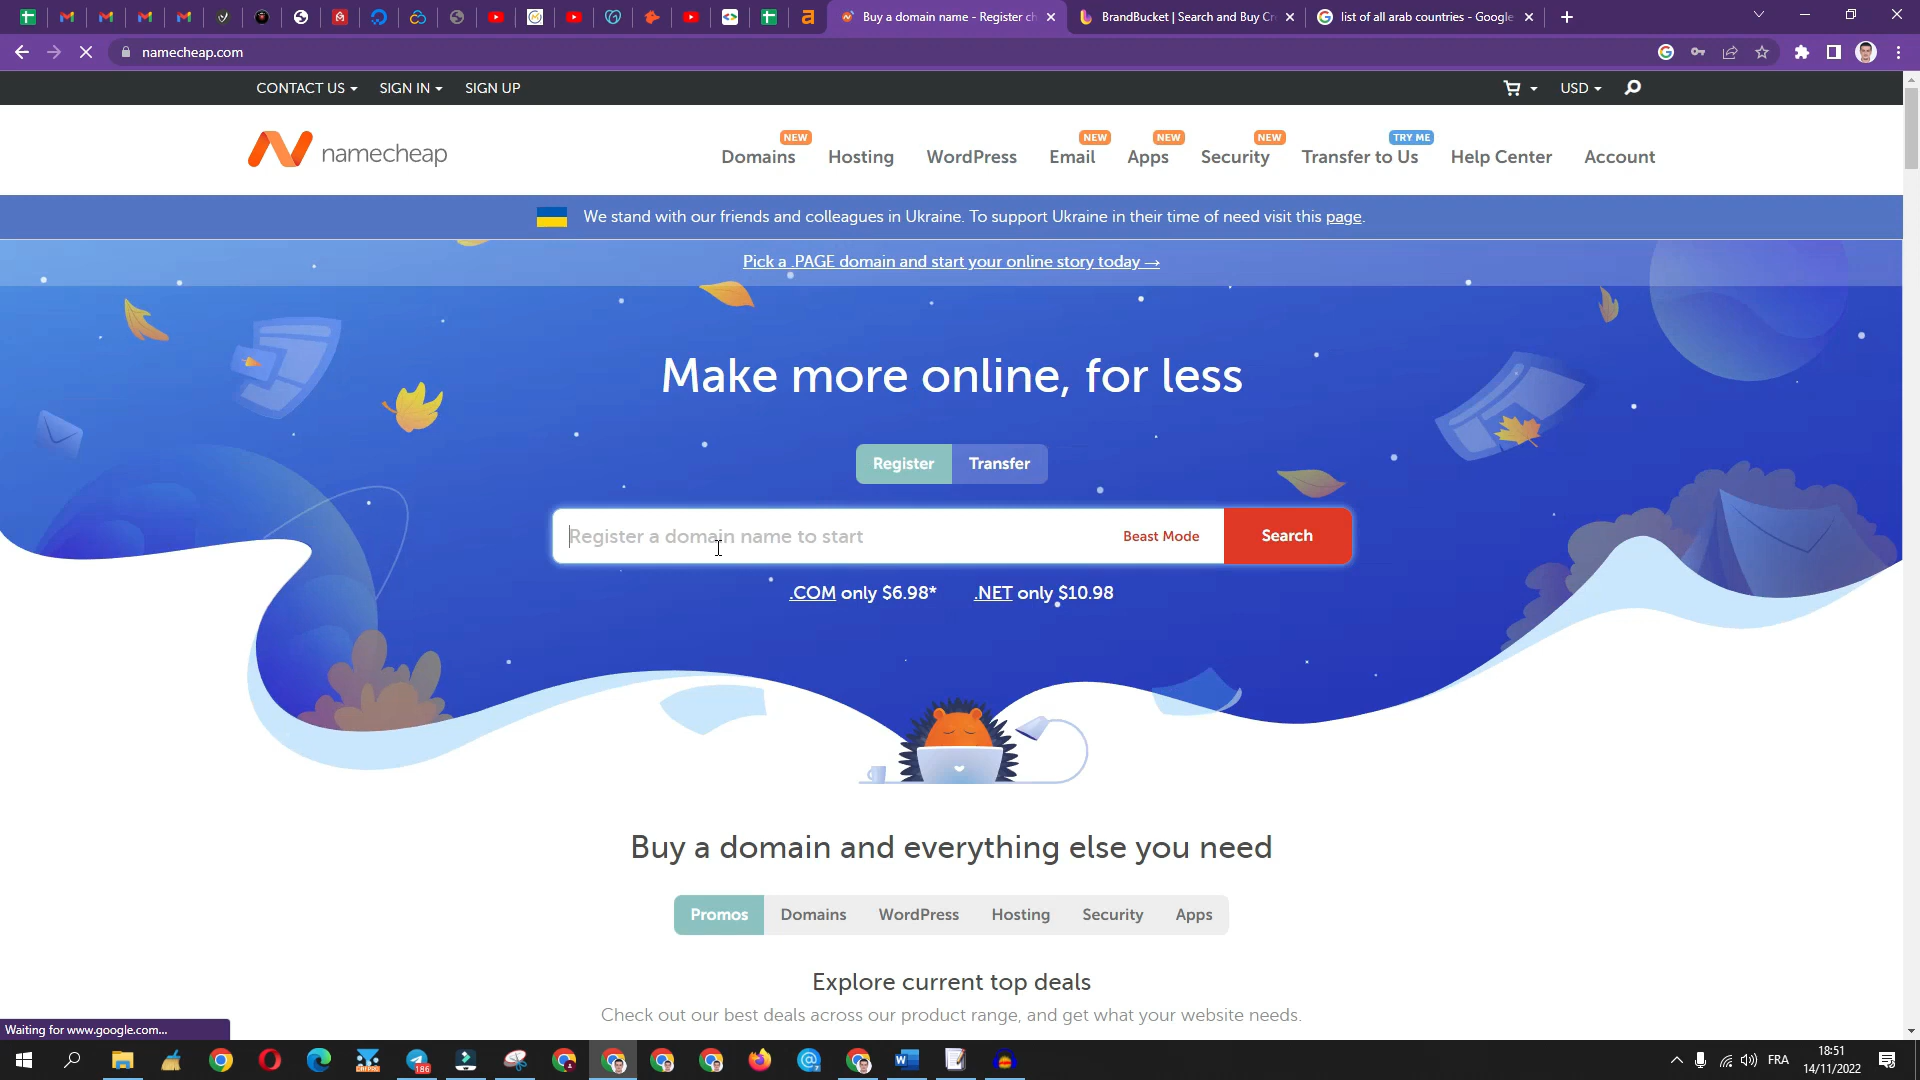 Buy a domain name - Register ch
BrandBucket | Search and Buy Cr
list of all arab countries - Google
namecheap.com
CONTACT US
SIGN IN
SIGN UP
USD
namecheap
NEW
NEW
NEW
NEW
TRY ME
Domains
Hosting
WordPress
Email
Apps
Security
Transfer to Us
Help Center
Account
We stand with our friends and colleagues in Ukraine. To support Ukraine in their time of need visit this page.
Pick a .PAGE domain and start your online story today →
Make more online, for less
Register
Transfer
Register a domain name to start
Beast Mode
Search
.COM only $6.98*
.NET only $10.98
Buy a domain and everything else you need
Promos
Domains
WordPress
Hosting
Security
Apps
Explore current top deals
Check out our best deals across our product range, and get what your website needs.
Waiting for www.google.com...
186
FRA
18:51
14/11/2022